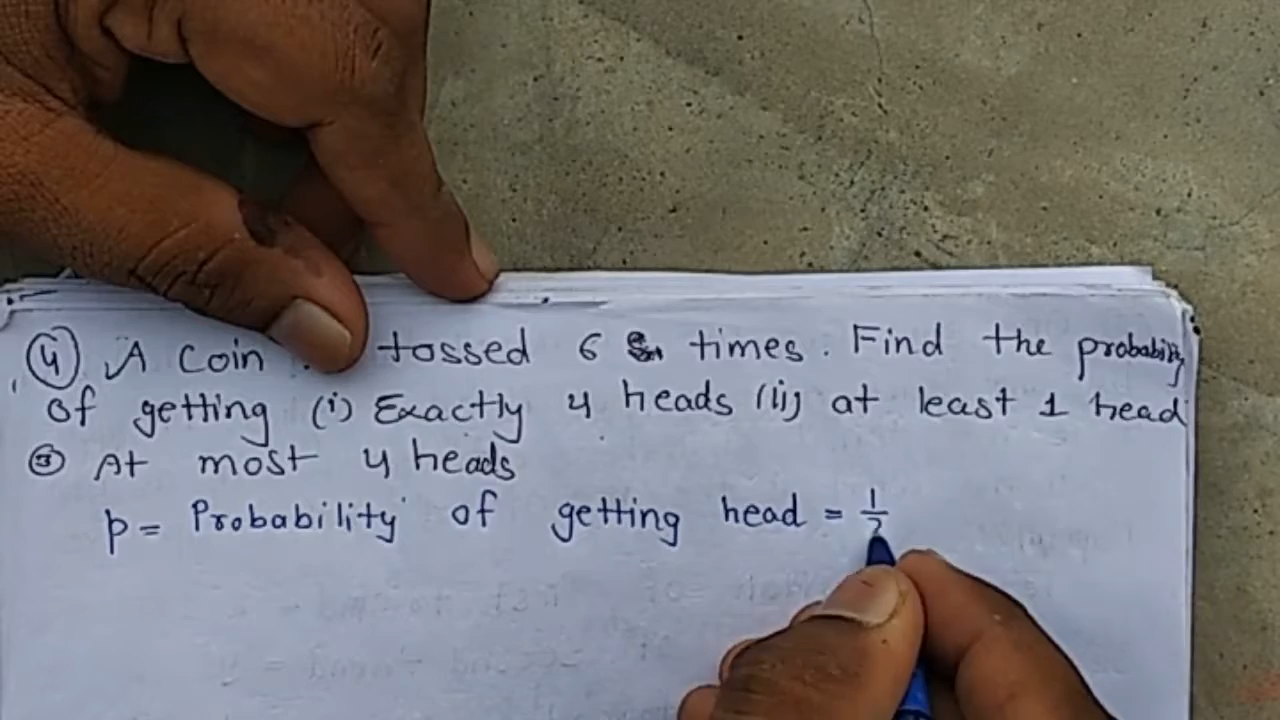 (4) A Coin tossed 6 times. Find the probability
of getting (i) Exactly 4 heads (ii) at least 1 head
(3) At most 4 heads
p = Probability of getting head = 1/2